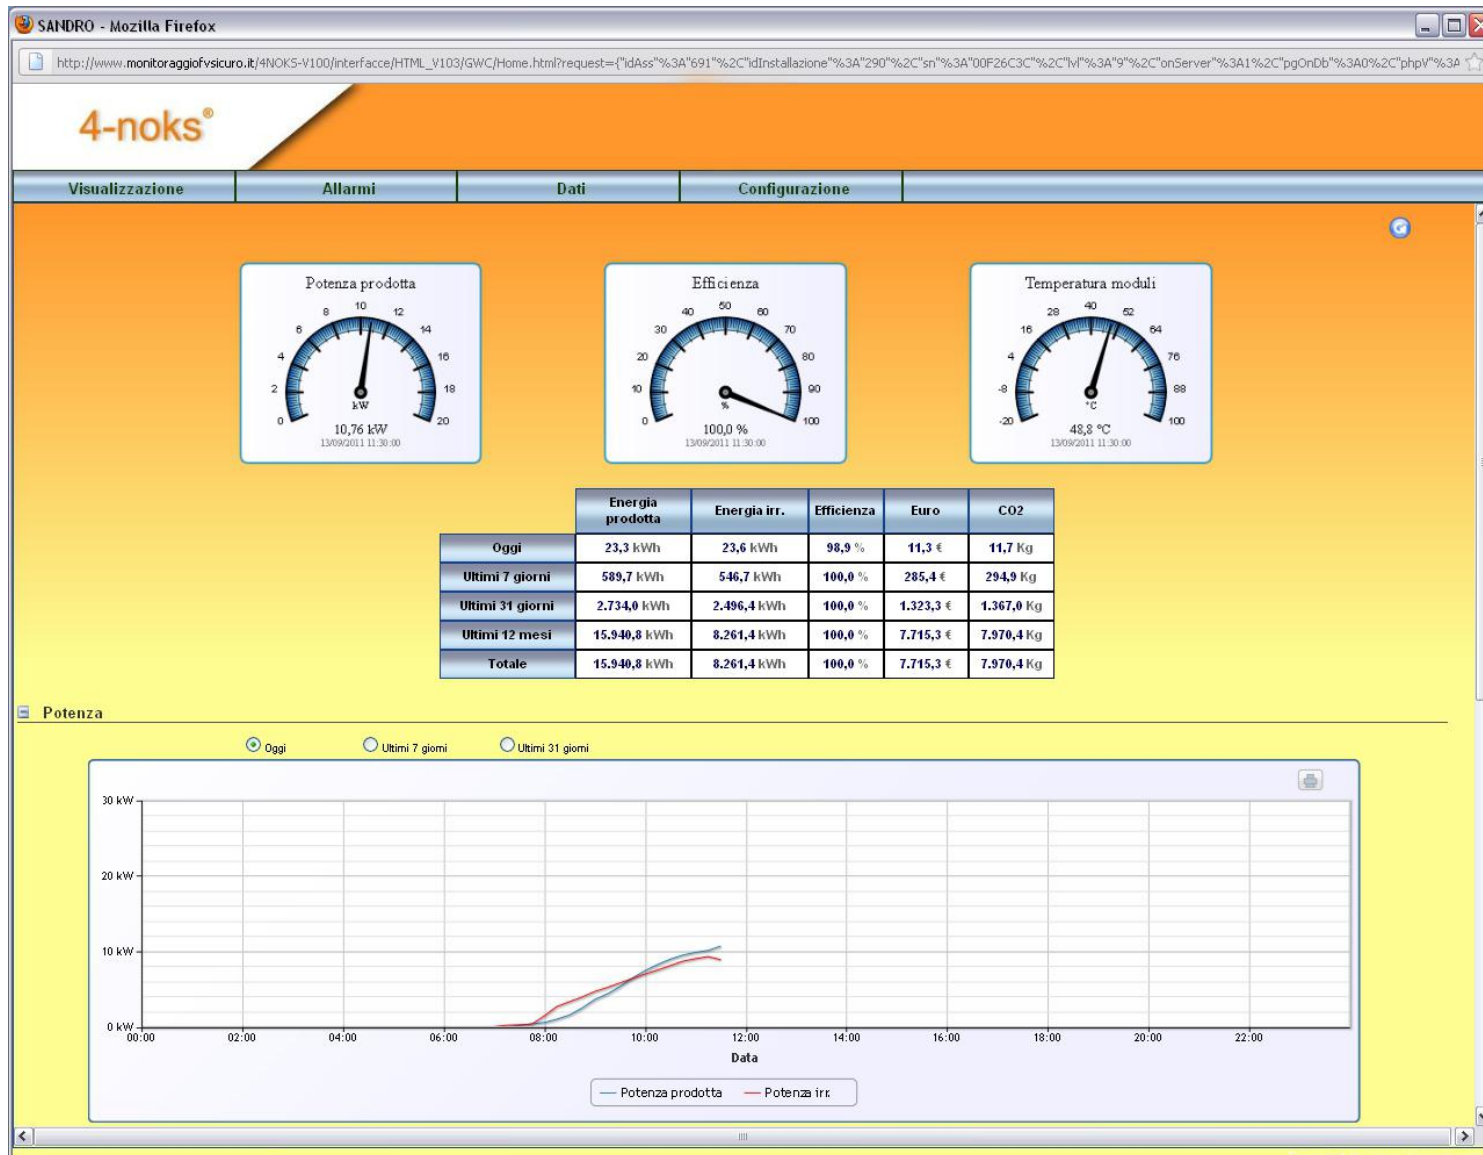 SANDRO - Mozilla Firefox
http://www.monitoraggiofvsicuro.it/4NOKS-V100/interfacce/HTML_V103/GWC/Home.html?request={"idAss"%3A"691"%2C"idInstallazione"%3A"290"%2C"sn"%3A"00F26C3C"%2C"lvl"%3A"9"%2C"onServer"%3A1%2C"pgOnDb"%3A0%2C"phpV"%3A
4-noks®
Visualizzazione Allarmi Dati Configurazione
Potenza prodotta
0 2 4 6 8 10 12 14 16 18 20
kW
10,76 kW
13/09/2011 11:30:00
Efficienza
0 10 20 30 40 50 60 70 80 90 100
%
100,0 %
13/09/2011 11:30:00
Temperatura moduli
-20 -8 4 16 28 40 52 64 76 88 100
°C
48,8 °C
13/09/2011 11:30:00
Energia prodotta Energia irr. Efficienza Euro CO2
Oggi 23,3 kWh 23,6 kWh 98,9 % 11,3 € 11,7 Kg
Ultimi 7 giorni 589,7 kWh 546,7 kWh 100,0 % 285,4 € 294,9 Kg
Ultimi 31 giorni 2.734,0 kWh 2.496,4 kWh 100,0 % 1.323,3 € 1.367,0 Kg
Ultimi 12 mesi 15.940,8 kWh 8.261,4 kWh 100,0 % 7.715,3 € 7.970,4 Kg
Totale 15.940,8 kWh 8.261,4 kWh 100,0 % 7.715,3 € 7.970,4 Kg
Potenza
Oggi Ultimi 7 giorni Ultimi 31 giorni
30 kW
20 kW
10 kW
0 kW
00:00 02:00 04:00 06:00 08:00 10:00 12:00 14:00 16:00 18:00 20:00 22:00
Data
Potenza prodotta Potenza irr.